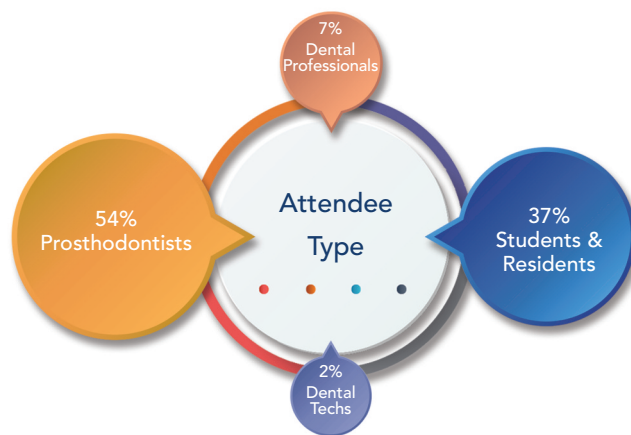 7%
Dental
Professionals
54%
Prosthodontists
Attendee
Type
37%
Students &
Residents
2%
Dental
Techs